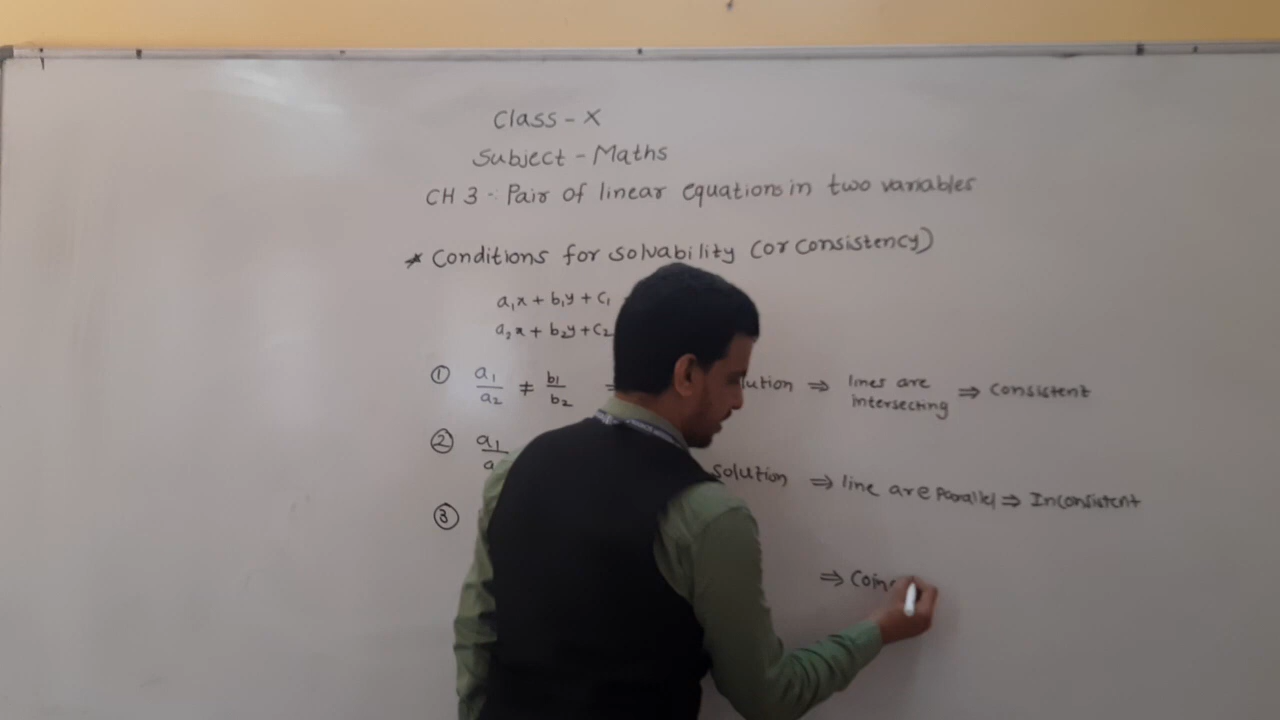 Class - X
Subject - Maths
CH 3 - Pair of linear equations in two variables
* Conditions for solvability (or consistency)
a₁x + b₁y + c₁
a₂x + b₂y + c₂
① a₁/a₂ ≠ b₁/b₂ ⇒ lines are intersecting ⇒ consistent
② a₁ solution ⇒ line are parallel ⇒ Inconsistent
③
⇒